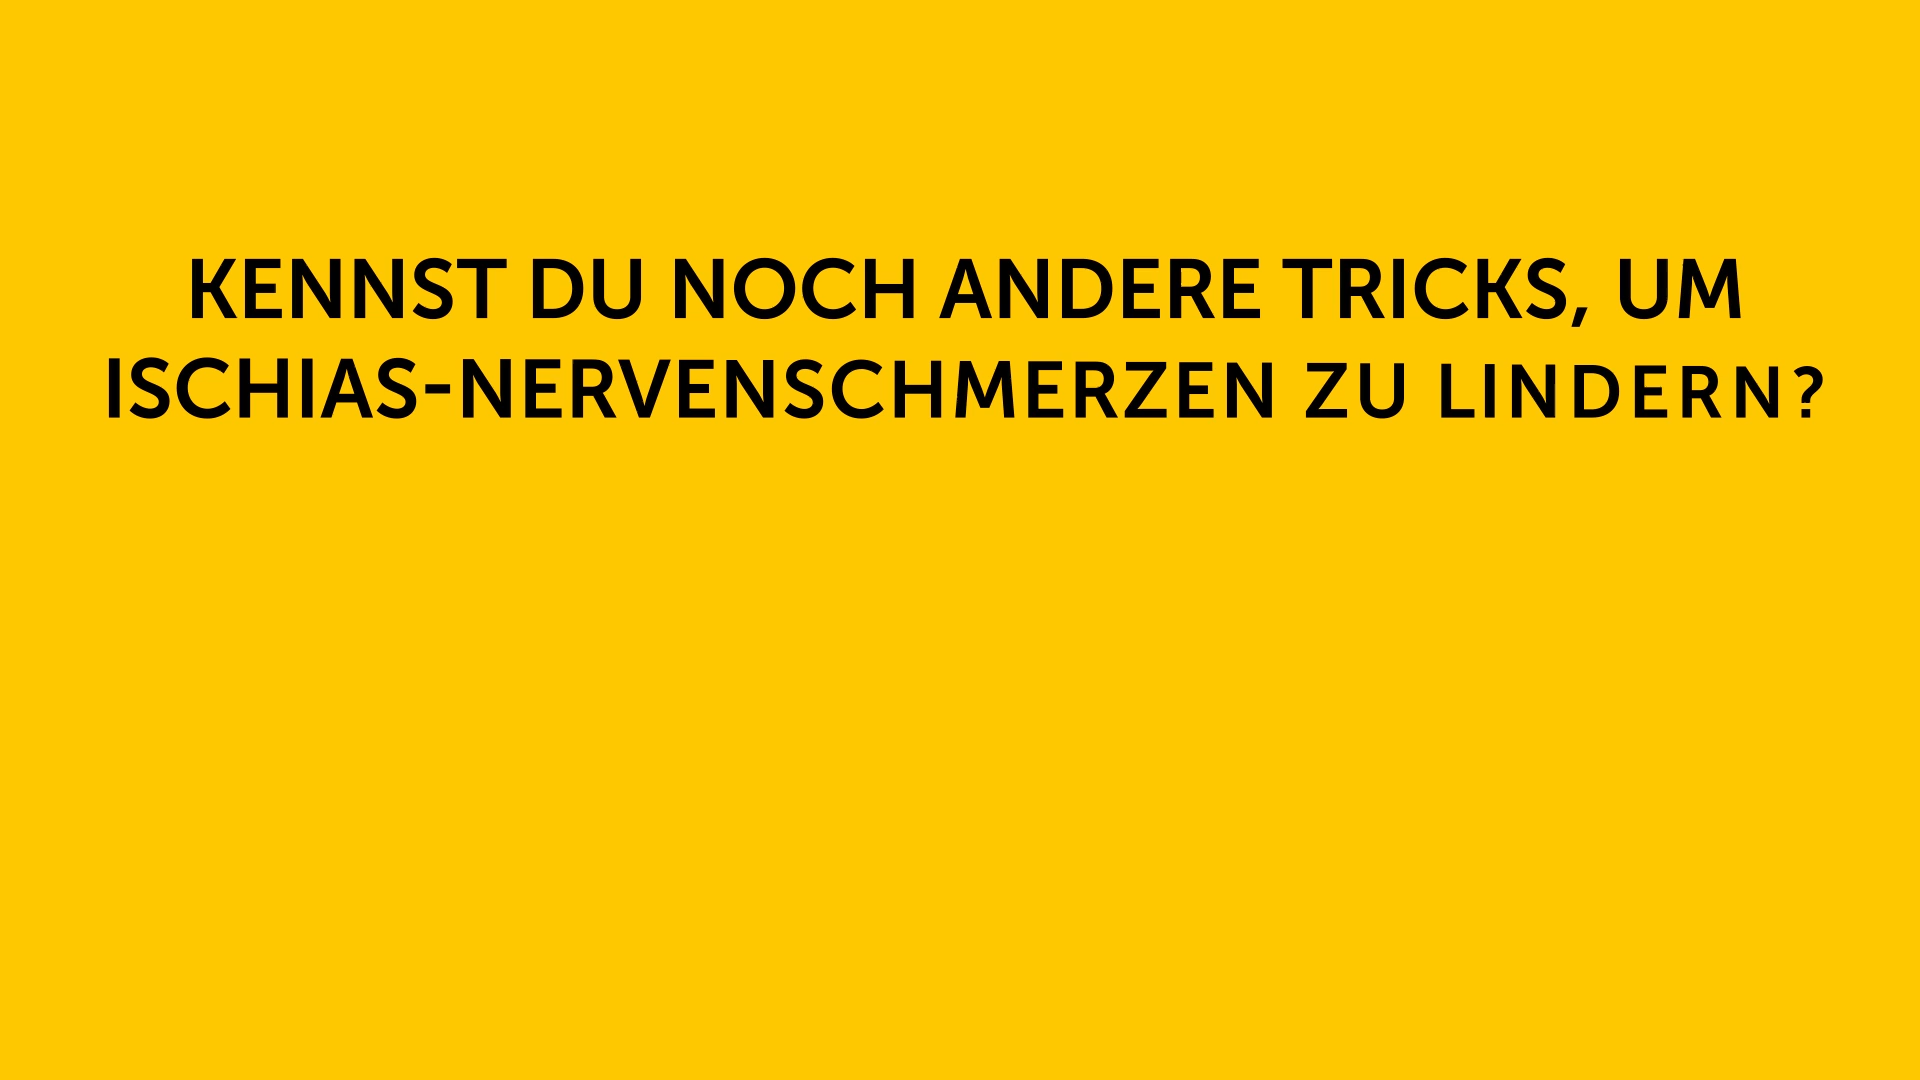 KENNST DU NOCH ANDERE TRICKS, UM
ISCHIAS-NERVENSCHMERZEN ZU LINDERN?